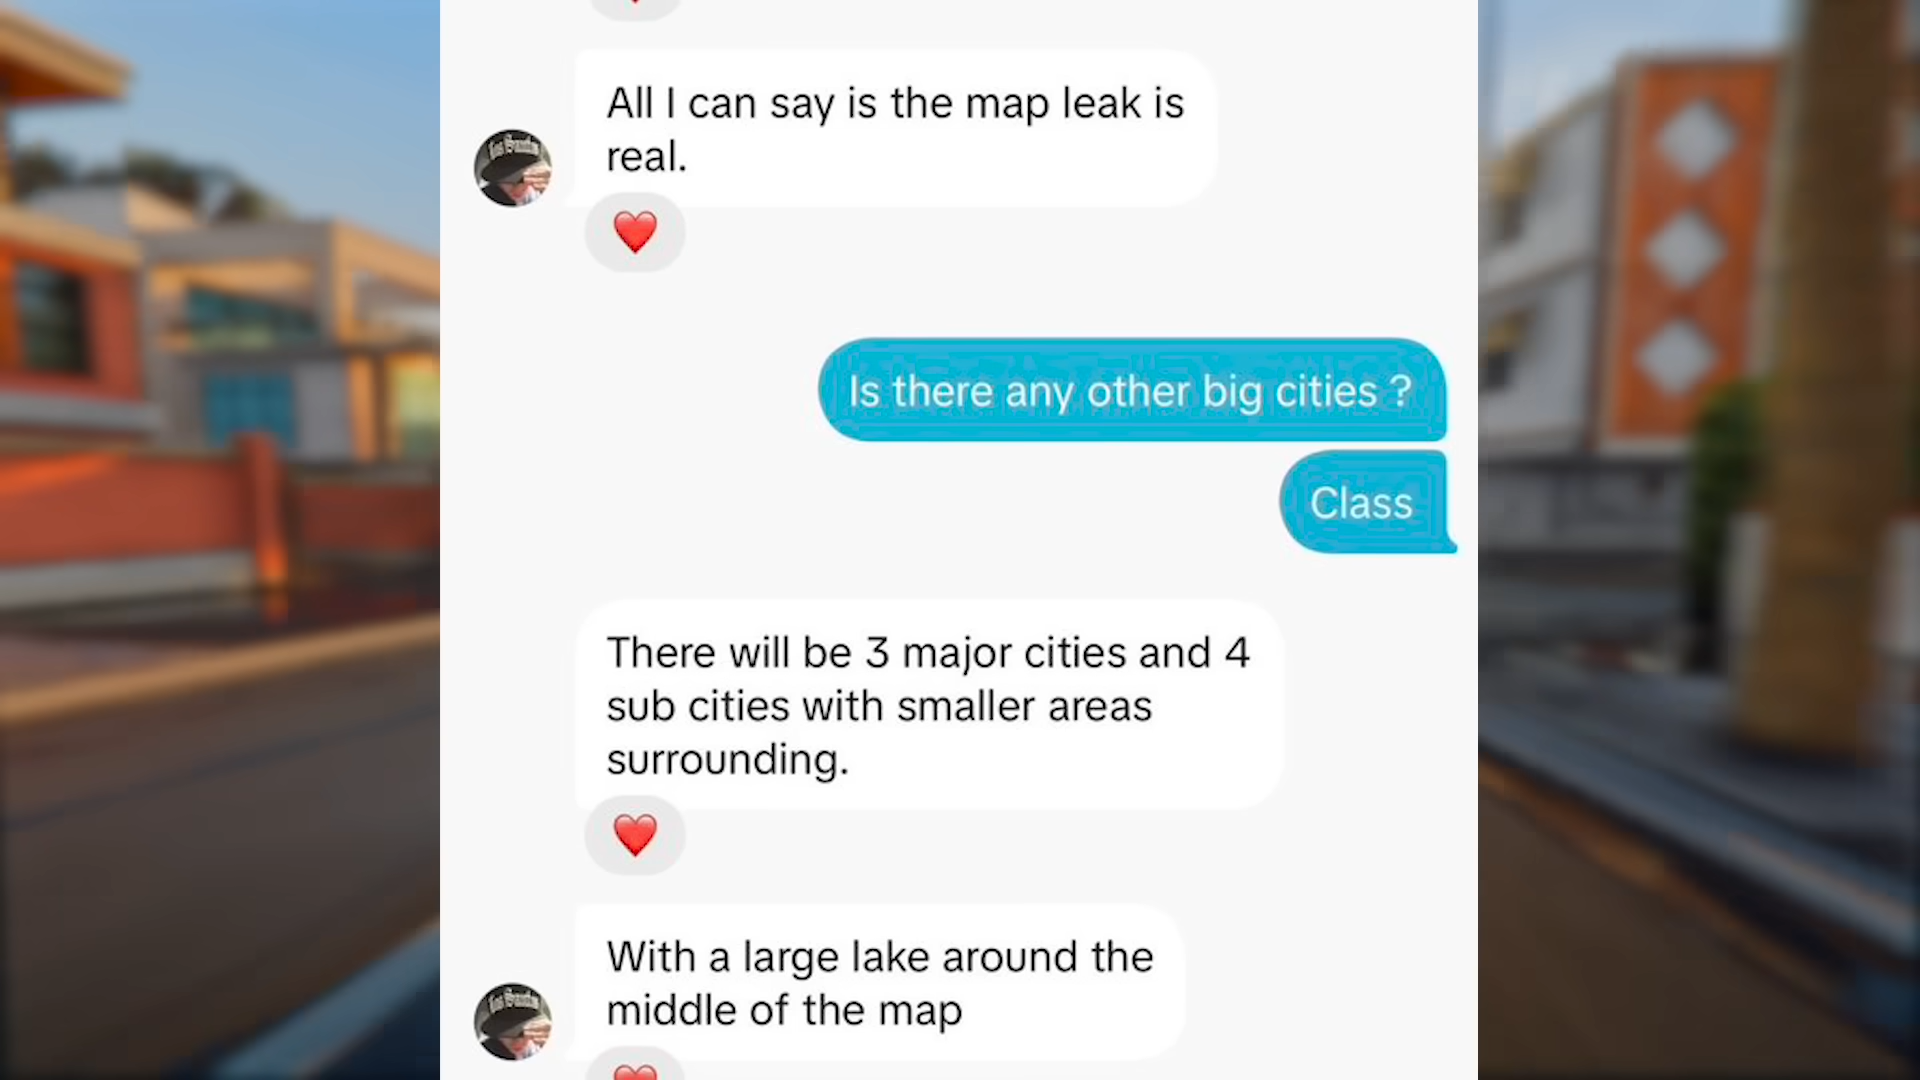 All I can say is the map leak is
real.
Is there any other big cities ?
Class
There will be 3 major cities and 4
sub cities with smaller areas
surrounding.
With a large lake around the
middle of the map